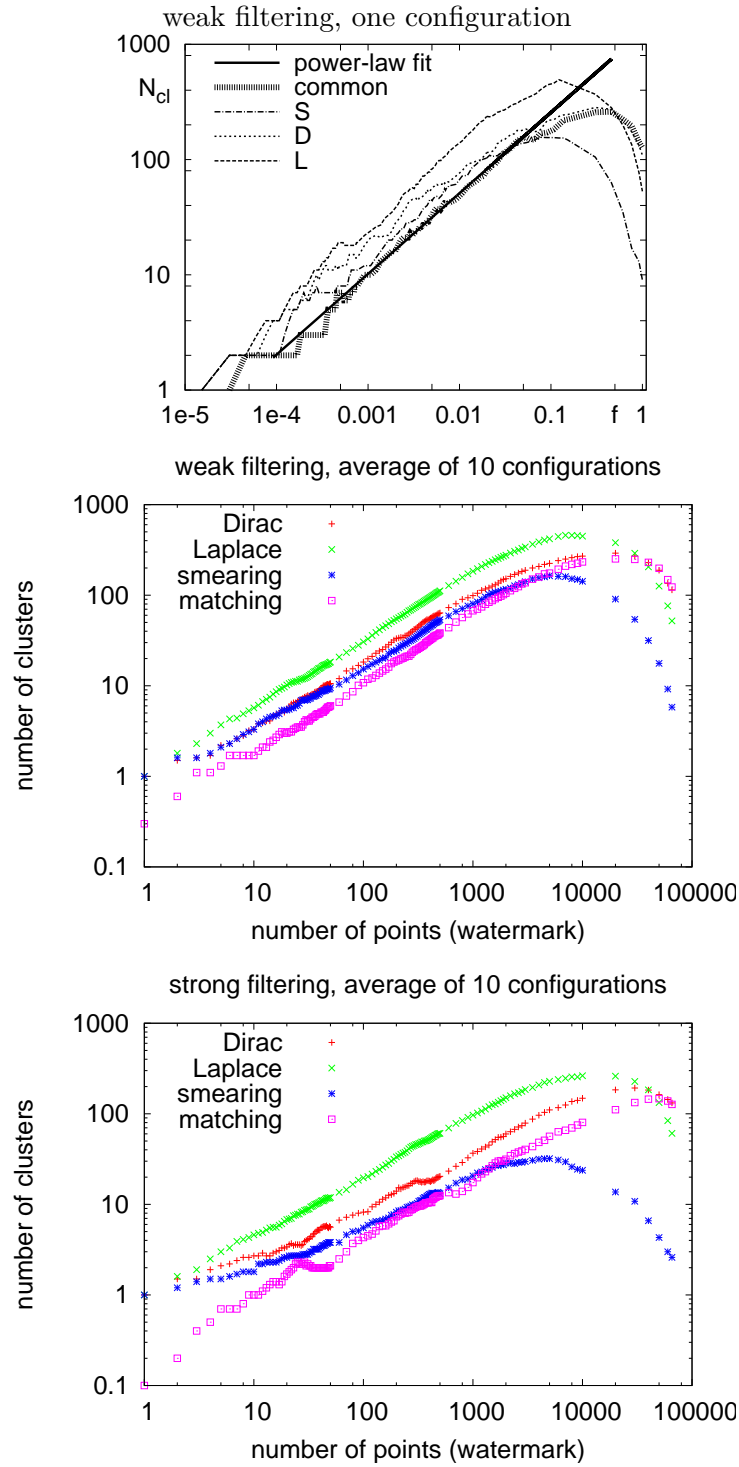 weak filtering, one configuration
1000
N_cl
100
10
1
power-law fit
common
S
D
L
1e-5 1e-4 0.001 0.01 0.1 f 1
weak filtering, average of 10 configurations
number of clusters
1000
100
10
1
0.1
Dirac
Laplace
smearing
matching
1 10 100 1000 10000 100000
number of points (watermark)
strong filtering, average of 10 configurations
number of clusters
1000
100
10
1
0.1
Dirac
Laplace
smearing
matching
1 10 100 1000 10000 100000
number of points (watermark)